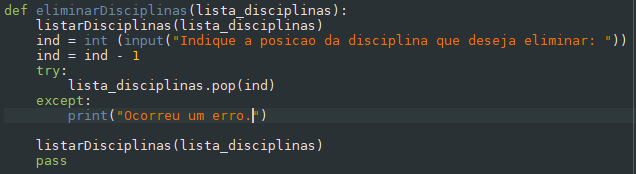 def eliminarDisciplinas(lista_disciplinas):
    listarDisciplinas(lista_disciplinas)
    ind = int (input("Indique a posicao da disciplina que deseja eliminar: "))
    ind = ind - 1
    try:
        lista_disciplinas.pop(ind)
    except:
        print("Ocorreu um erro.")
    listarDisciplinas(lista_disciplinas)
    pass